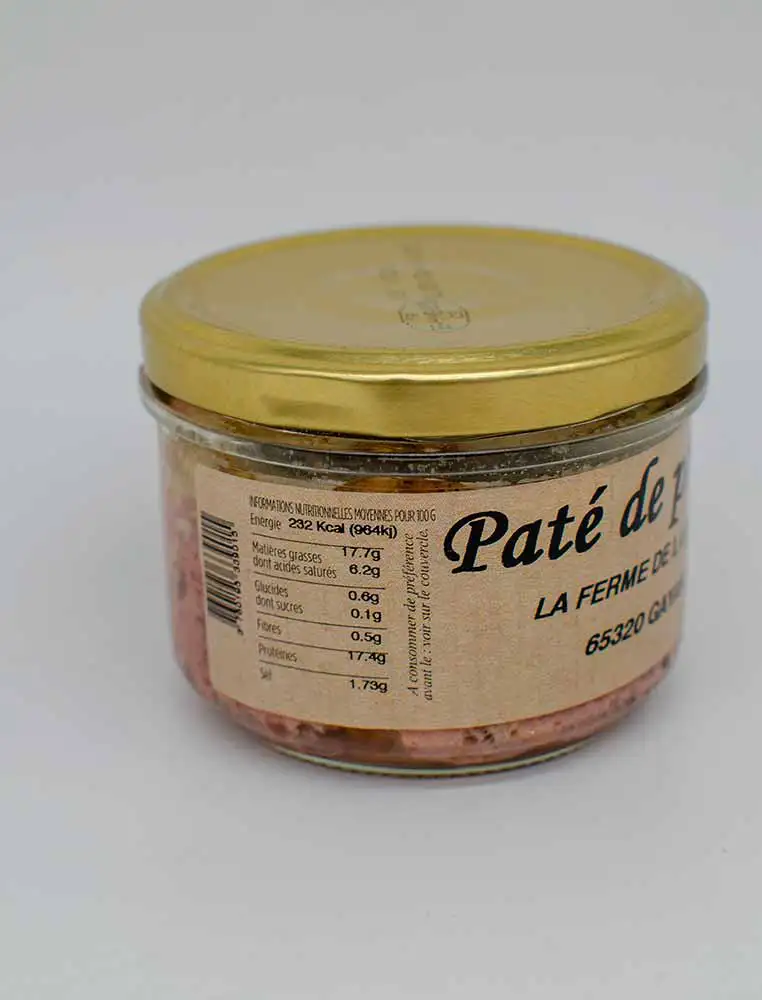 INFORMATIONS NUTRITIONNELLES MOYENNES POUR 100 G
Energie 232 Kcal (964kj)
Matières grasses 17.7g
dont acides saturés 6.2g
Glucides 0.6g
dont sucres 0.1g
Fibres 0.5g
Protéines 17.4g
Sel 1.73g
A consommer de préférence
avant le : voir sur le couvercle.
Paté de
LA FERME DE
65320